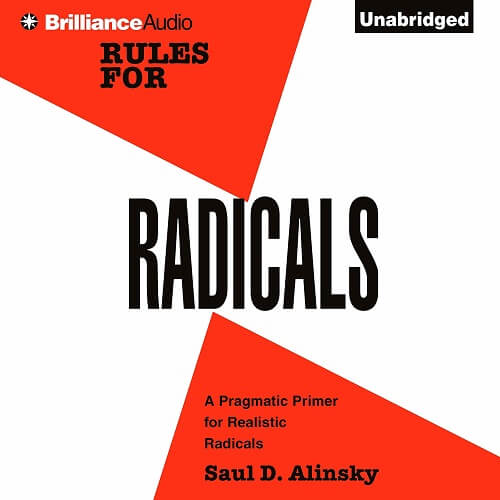 BrillianceAudio
Unabridged
RULES
FOR
RADICALS
A Pragmatic Primer
for Realistic
Radicals
Saul D. Alinsky